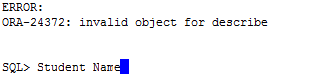 ERROR:
ORA-24372: invalid object for describe
SQL> Student Name